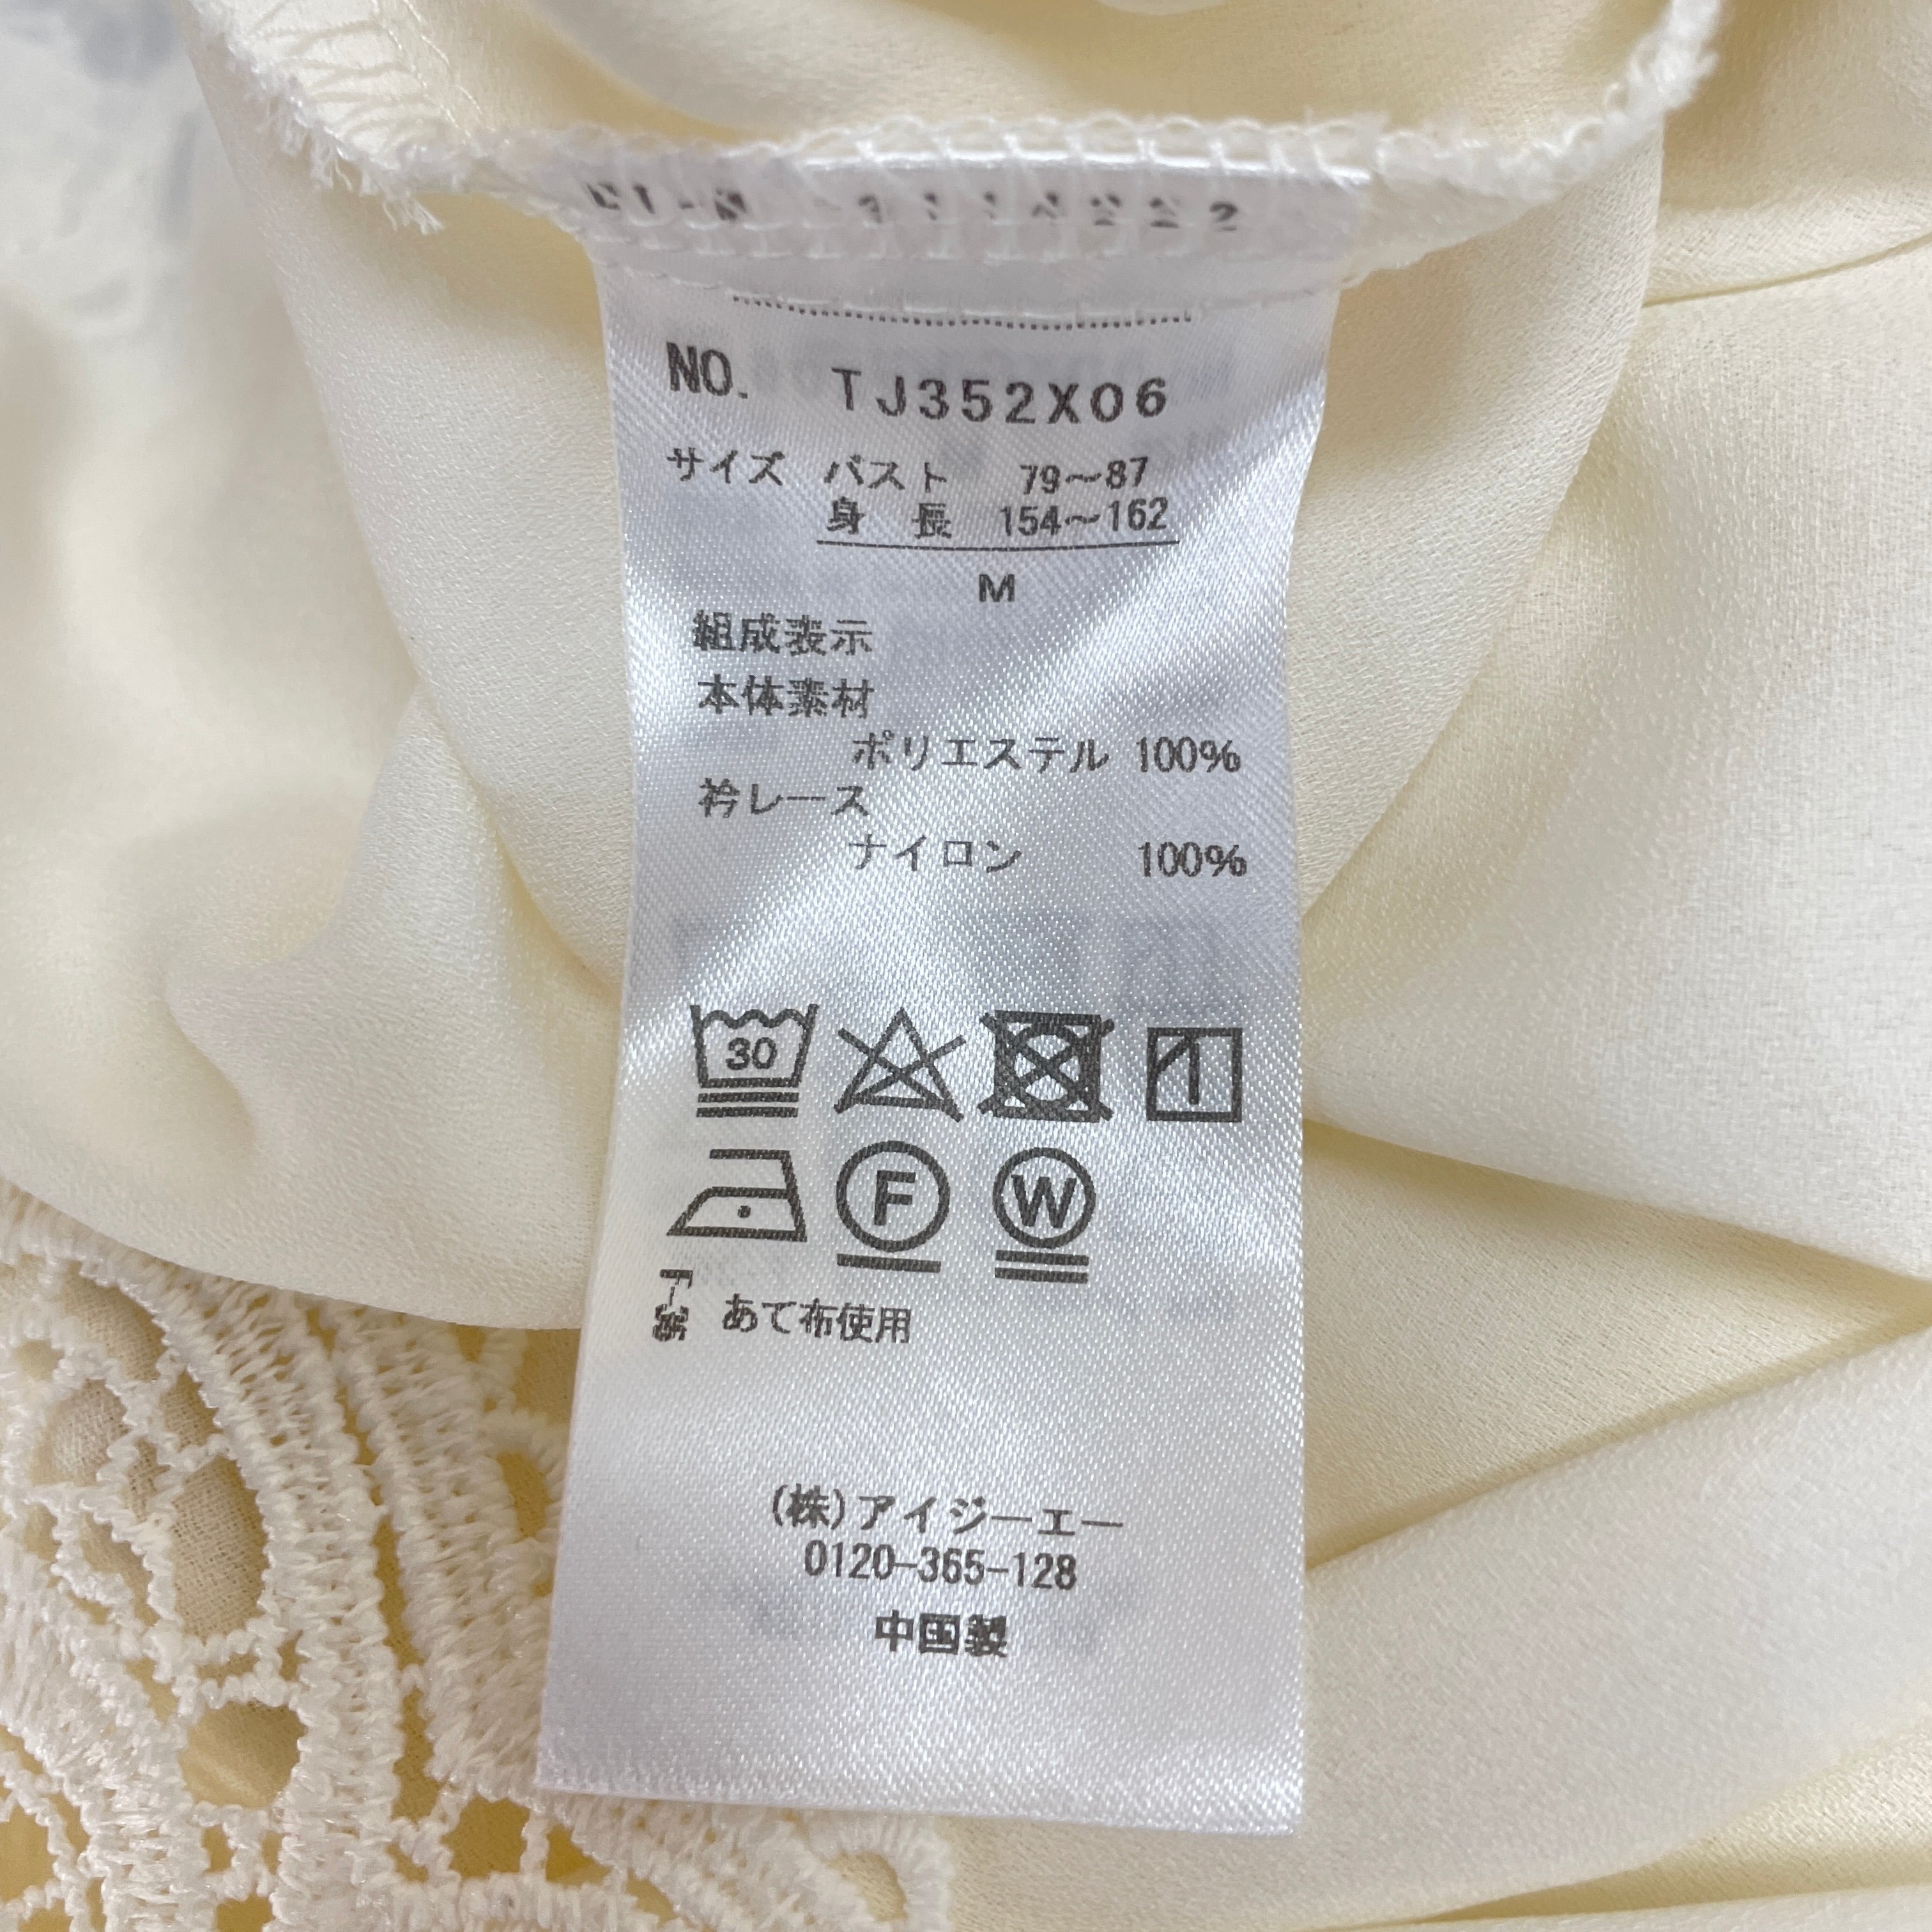 NO. TJ352X06
サイズ バスト 79〜87
身 長 154〜162
M
組成表示
本体素材
ポリエステル 100%
衿レース
ナイロン 100%
30
F
W
あて布使用
(株)アイジーエー
0120-365-128
中国製